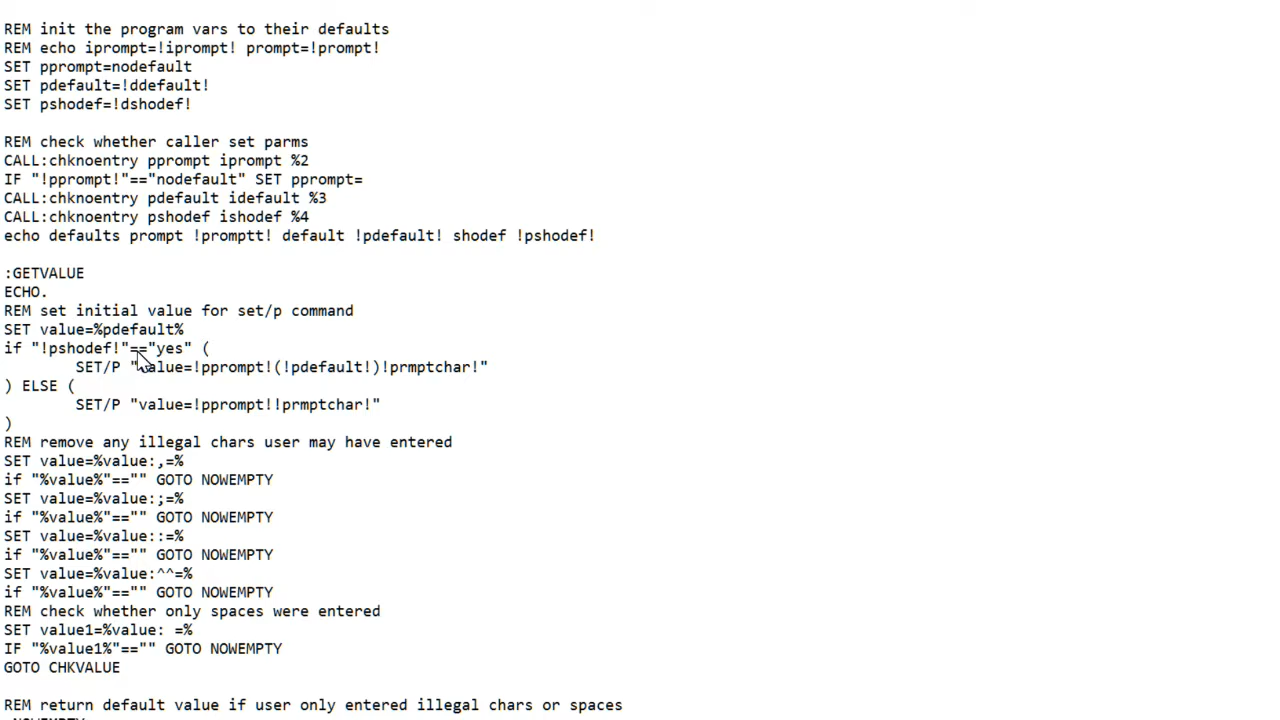 REM init the program vars to their defaults
REM echo iprompt=!iprompt! prompt=!prompt!
SET pprompt=nodefault
SET pdefault=!ddefault!
SET pshodef=!dshodef!
REM check whether caller set parms
CALL:chknoentry pprompt iprompt %2
IF "!pprompt!"=="nodefault" SET pprompt=
CALL:chknoentry pdefault idefault %3
CALL:chknoentry pshodef ishodef %4
echo defaults prompt !promptt! default !pdefault! shodef !pshodef!
:GETVALUE
ECHO.
REM set initial value for set/p command
SET value=%pdefault%
if "!pshodef!"=="yes" (
SET/P "value=!pprompt!(!pdefault!)!prmptchar!"
) ELSE (
SET/P "value=!pprompt!!prmptchar!"
)
REM remove any illegal chars user may have entered
SET value=%value:,=%
if "%value%"=="" GOTO NOWEMPTY
SET value=%value:;=%
if "%value%"=="" GOTO NOWEMPTY
SET value=%value::=%
if "%value%"=="" GOTO NOWEMPTY
SET value=%value:^^=%
if "%value%"=="" GOTO NOWEMPTY
REM check whether only spaces were entered
SET value1=%value: =%
IF "%value1%"=="" GOTO NOWEMPTY
GOTO CHKVALUE
REM return default value if user only entered illegal chars or spaces
:NOWEMPTY